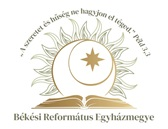 „A szeretet és hűség ne hagyjon el téged." Péld 3,3
Békési Református Egyházmegye